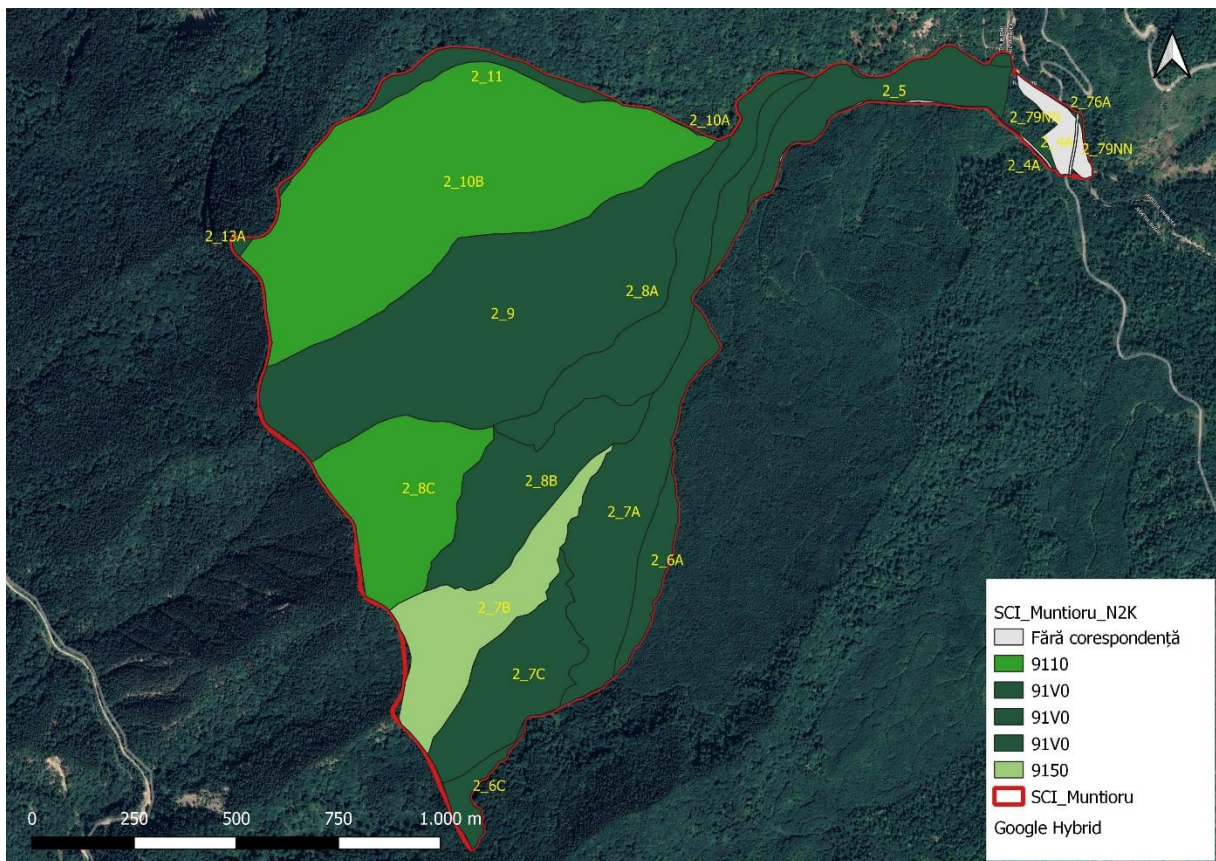 2_11
2_10A
2_5
2_76A
2_79NN
2_4A
2_79NN
2_4A
2_10B
2_13A
2_8A
2_9
2_8C
2_8B
2_7A
2_6A
2_7B
2_7C
2_6C
0 250 500 750 1.000 m
SCI_Muntioru_N2K
Fără corespondență
9110
91V0
91V0
91V0
9150
SCI_Muntioru
Google Hybrid